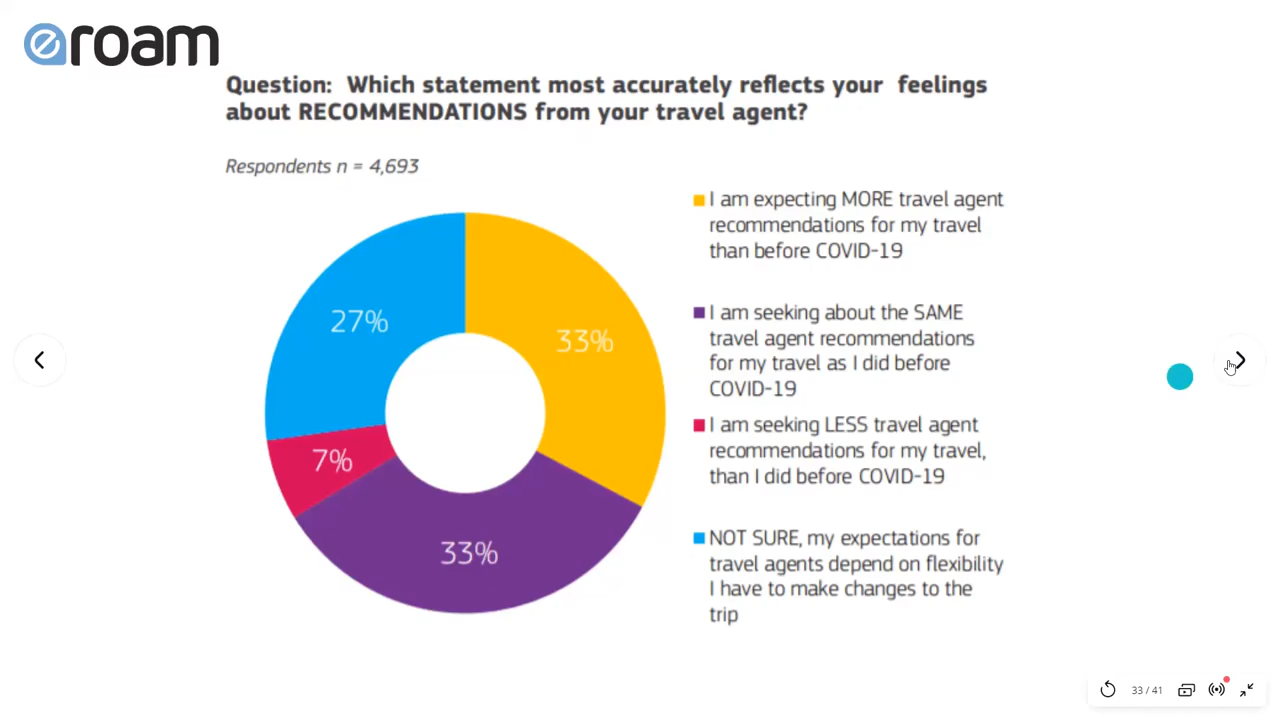 eroam
Question: Which statement most accurately reflects your feelings
about RECOMMENDATIONS from your travel agent?
Respondents n = 4,693
27%
33%
7%
33%
I am expecting MORE travel agent
recommendations for my travel
than before COVID-19
I am seeking about the SAME
travel agent recommendations
for my travel as I did before
COVID-19
I am seeking LESS travel agent
recommendations for my travel,
than I did before COVID-19
NOT SURE, my expectations for
travel agents depend on flexibility
I have to make changes to the
trip
33 / 41